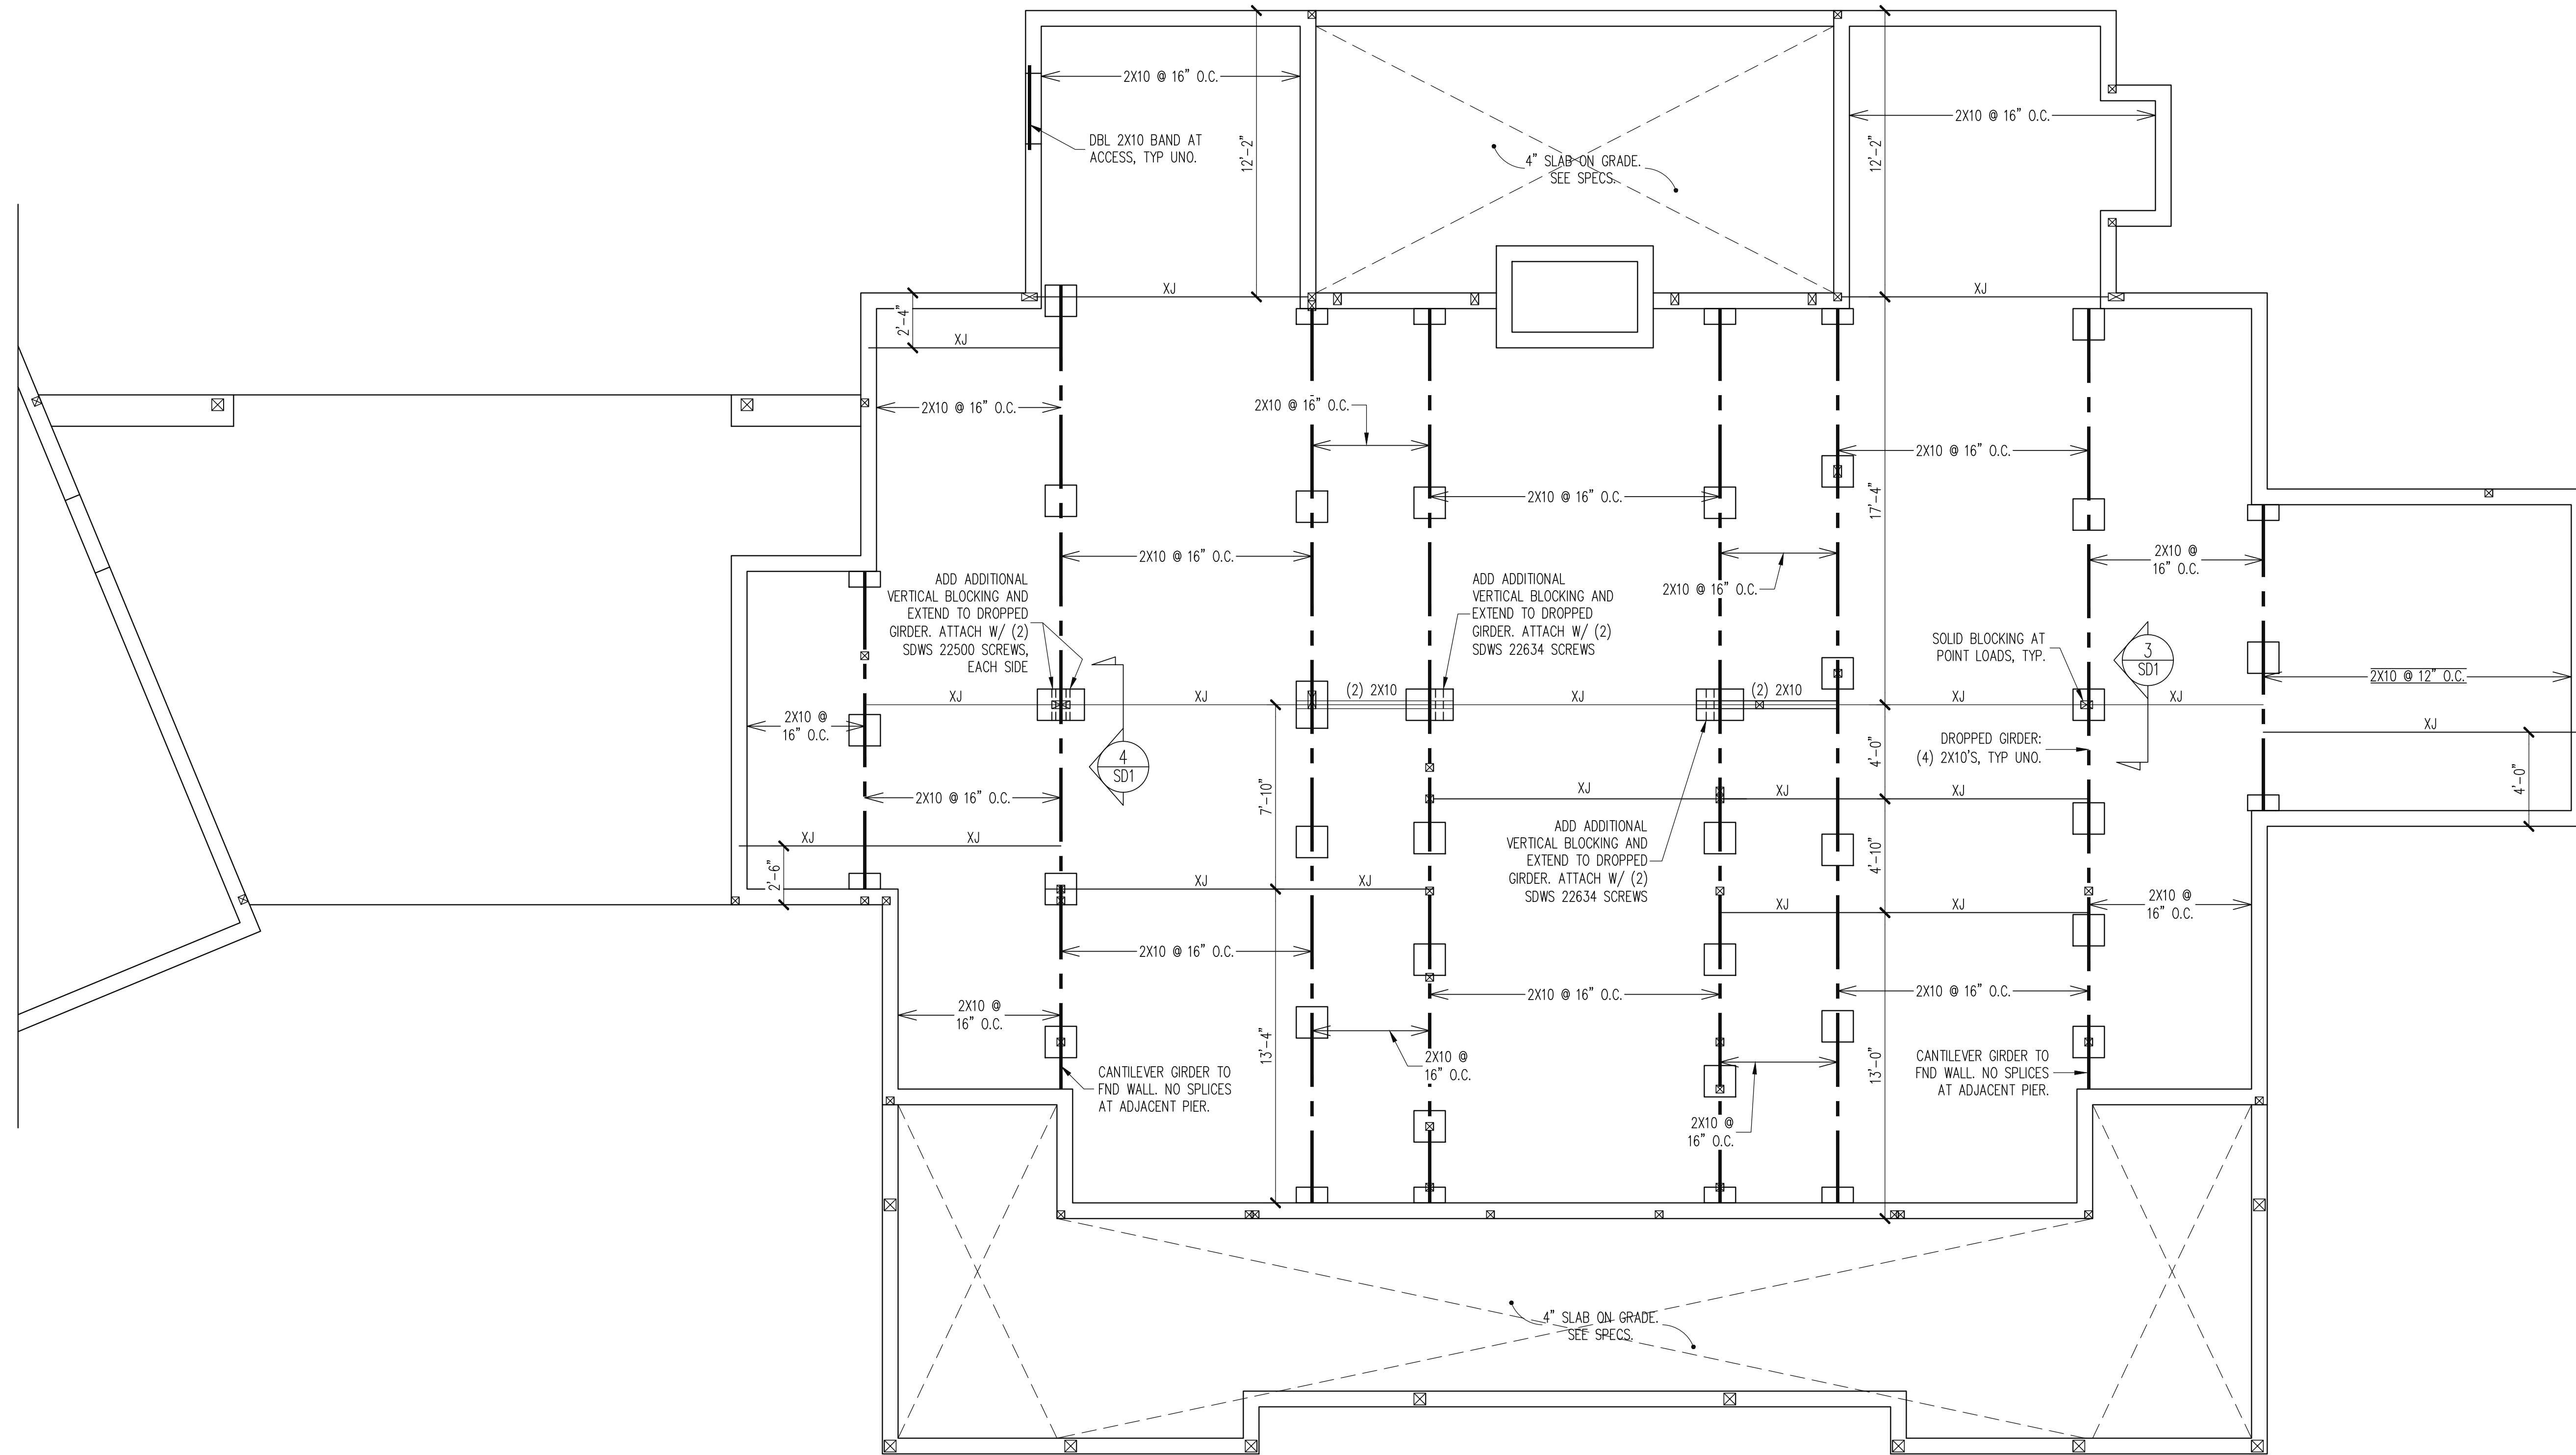 2X10 @ 16" O.C.
DBL 2X10 BAND AT
ACCESS, TYP UNO.
12'-2"
4" SLAB ON GRADE.
SEE SPECS.
12'-2"
2X10 @ 16" O.C.
XJ
XJ
2'-4"
XJ
2X10 @ 16" O.C.
2X10 @ 16" O.C.
2X10 @ 16" O.C.
2X10 @ 16" O.C.
17'-4"
2X10 @ 16" O.C.
2X10 @
16" O.C.
ADD ADDITIONAL
VERTICAL BLOCKING AND
EXTEND TO DROPPED
GIRDER. ATTACH W/ (2)
SDWS 22500 SCREWS,
EACH SIDE
ADD ADDITIONAL
VERTICAL BLOCKING AND
EXTEND TO DROPPED
GIRDER. ATTACH W/ (2)
SDWS 22634 SCREWS
2X10 @ 16" O.C.
SOLID BLOCKING AT
POINT LOADS, TYP.
3
SD1
2X10 @ 12" O.C.
XJ
XJ
(2) 2X10
XJ
(2) 2X10
XJ
XJ
XJ
XJ
2X10 @
16" O.C.
4
SD1
DROPPED GIRDER:
(4) 2X10'S, TYP UNO.
4'-0"
4'-0"
2X10 @ 16" O.C.
7'-10"
XJ
XJ
XJ
XJ
XJ
2'-6"
ADD ADDITIONAL
VERTICAL BLOCKING AND
EXTEND TO DROPPED
GIRDER. ATTACH W/ (2)
SDWS 22634 SCREWS
4'-10"
XJ
XJ
XJ
XJ
2X10 @
16" O.C.
2X10 @ 16" O.C.
2X10 @ 16" O.C.
2X10 @ 16" O.C.
2X10 @
16" O.C.
13'-4"
2X10 @
16" O.C.
13'-0"
CANTILEVER GIRDER TO
FND WALL. NO SPLICES
AT ADJACENT PIER.
CANTILEVER GIRDER TO
FND WALL. NO SPLICES
AT ADJACENT PIER.
2X10 @
16" O.C.
4" SLAB ON GRADE.
SEE SPECS.